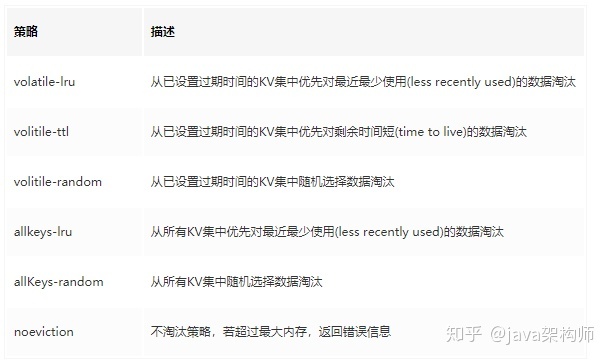 策略 描述
volatile-lru 从已设置过期时间的KV集中优先对最近最少使用(less recently used)的数据淘汰
volitile-ttl 从已设置过期时间的KV集中优先对剩余时间短(time to live)的数据淘汰
volitile-random 从已设置过期时间的KV集中随机选择数据淘汰
allkeys-lru 从所有KV集中优先对最近最少使用(less recently used)的数据淘汰
allKeys-random 从所有KV集中随机选择数据淘汰
noeviction 不淘汰策略，若超过最大内存，返回错误信息
知乎 @java架构师